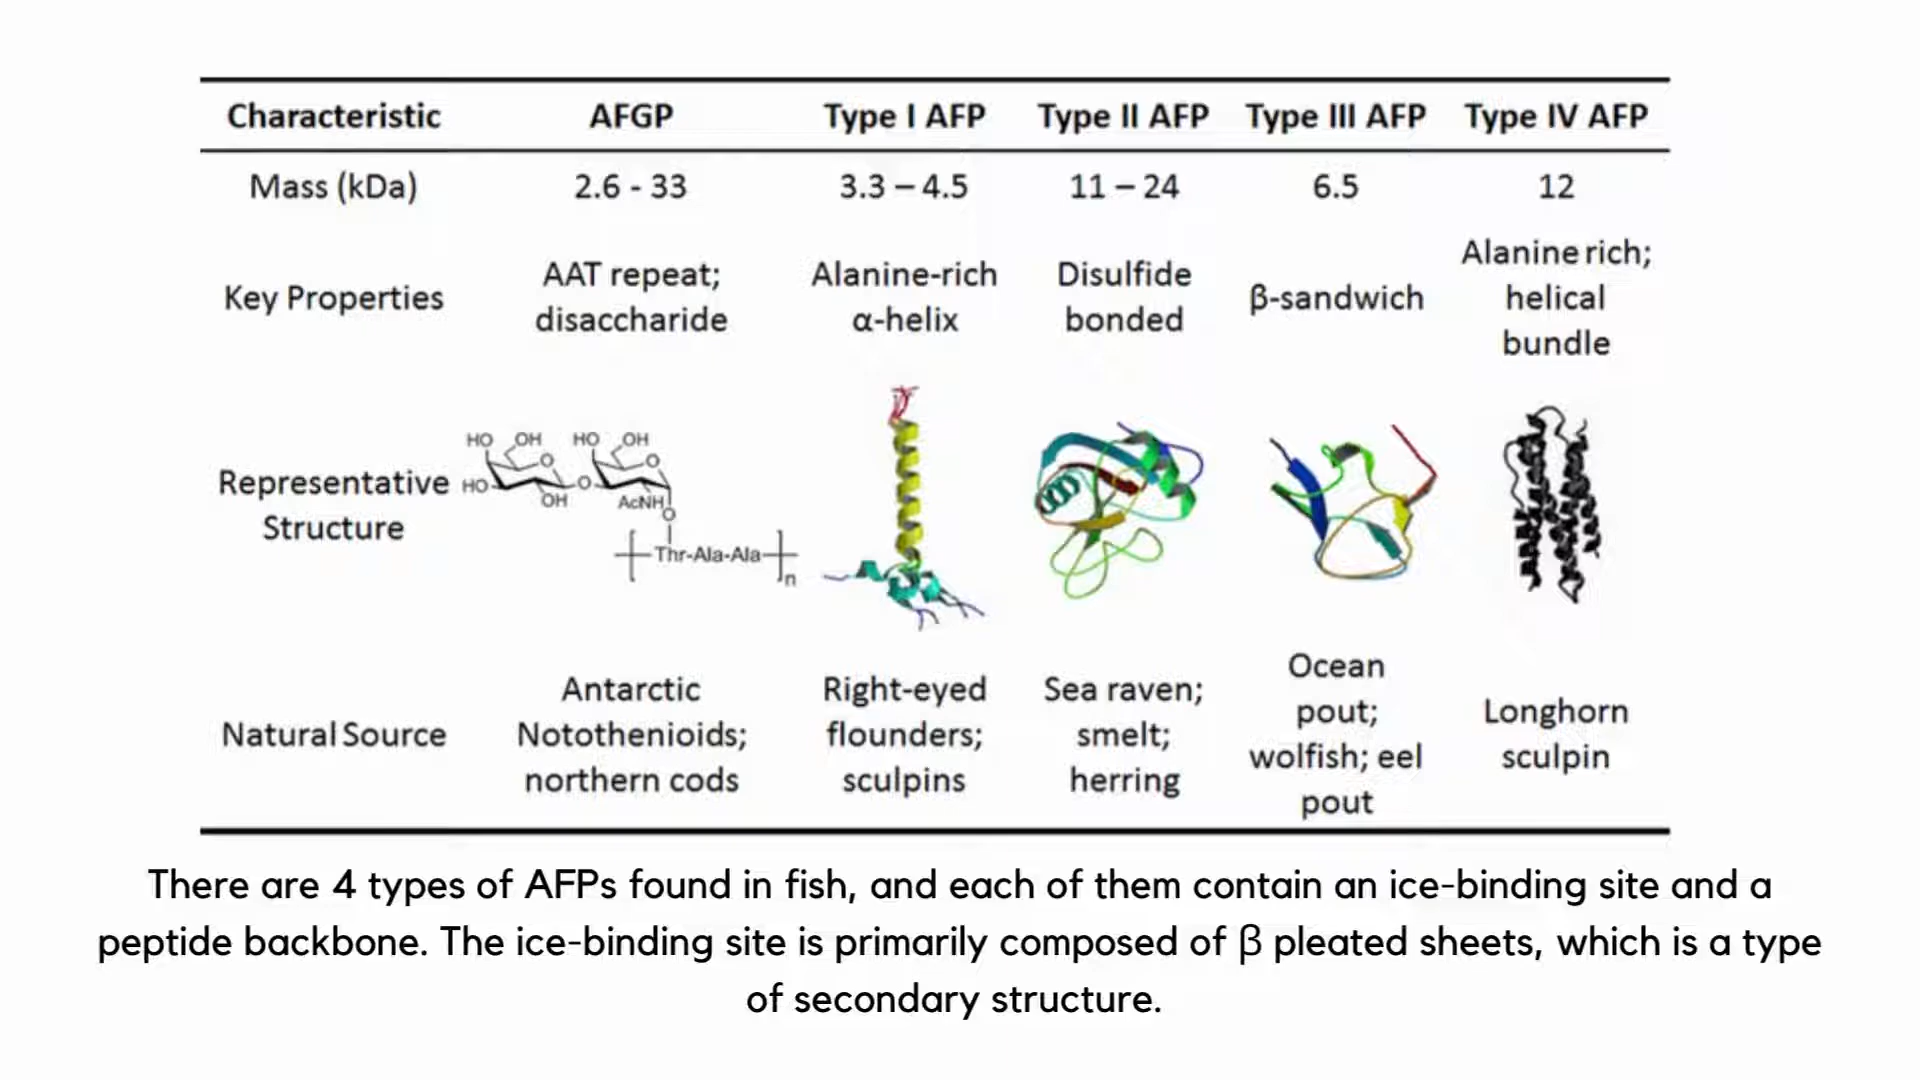 Characteristic AFGP Type I AFP Type II AFP Type III AFP Type IV AFP
Mass (kDa) 2.6 - 33 3.3 – 4.5 11 – 24 6.5 12
Key Properties
AAT repeat;
disaccharide
Alanine-rich
α-helix
Disulfide
bonded
β-sandwich
Alanine rich;
helical
bundle
Representative
Structure
HO OH HO OH
O O
HO O
OH AcNH
O
Thr-Ala-Ala
n
Natural Source
Antarctic
Notothenioids;
northern cods
Right-eyed
flounders;
sculpins
Sea raven;
smelt;
herring
Ocean
pout;
wolfish; eel
pout
Longhorn
sculpin
There are 4 types of AFPs found in fish, and each of them contain an ice-binding site and a
peptide backbone. The ice-binding site is primarily composed of β pleated sheets, which is a type
of secondary structure.